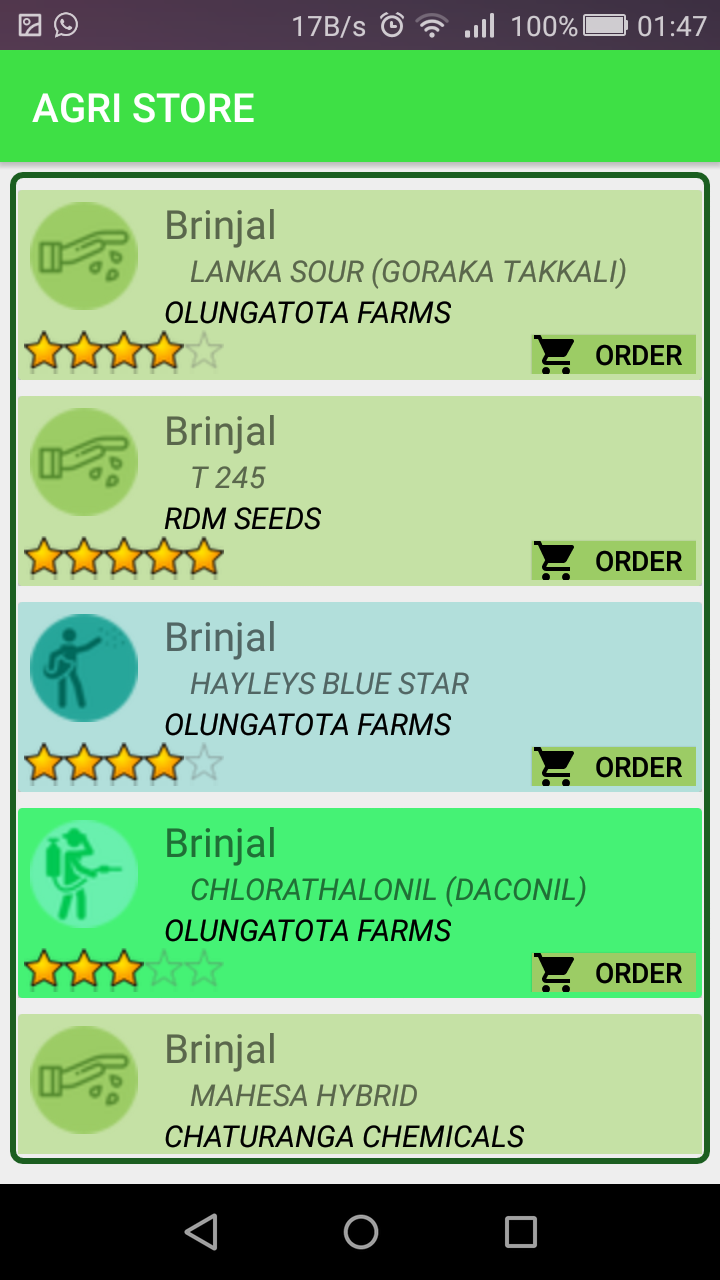 17B/s 100% 01:47
AGRI STORE
Brinjal
LANKA SOUR (GORAKA TAKKALI)
OLUNGATOTA FARMS
ORDER
Brinjal
T 245
RDM SEEDS
ORDER
Brinjal
HAYLEYS BLUE STAR
OLUNGATOTA FARMS
ORDER
Brinjal
CHLORATHALONIL (DACONIL)
OLUNGATOTA FARMS
ORDER
Brinjal
MAHESA HYBRID
CHATURANGA CHEMICALS